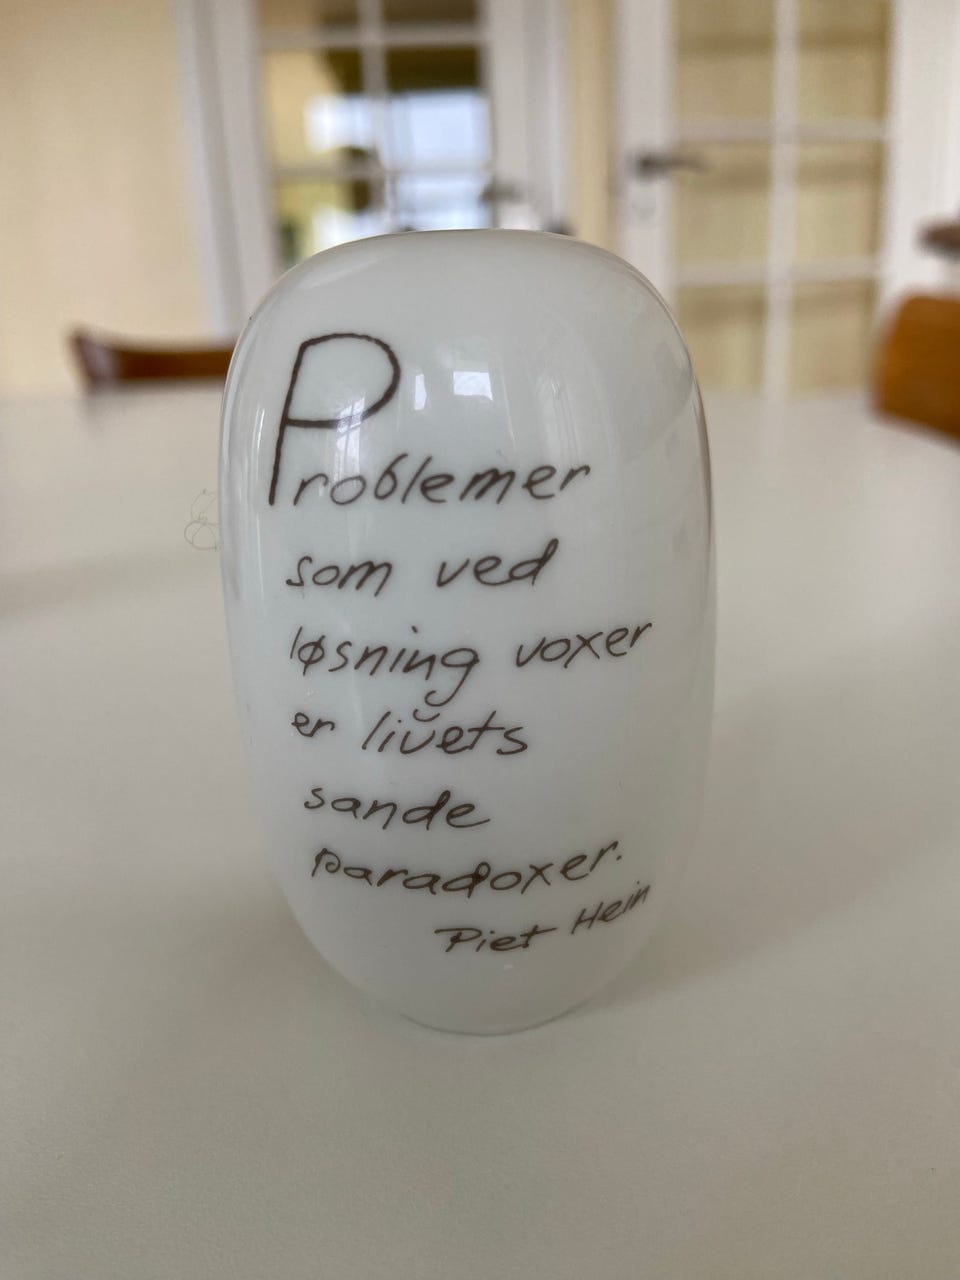 Problemer
som ved
løsning voxer
er livets
sande
paradoxer.
Piet Hein